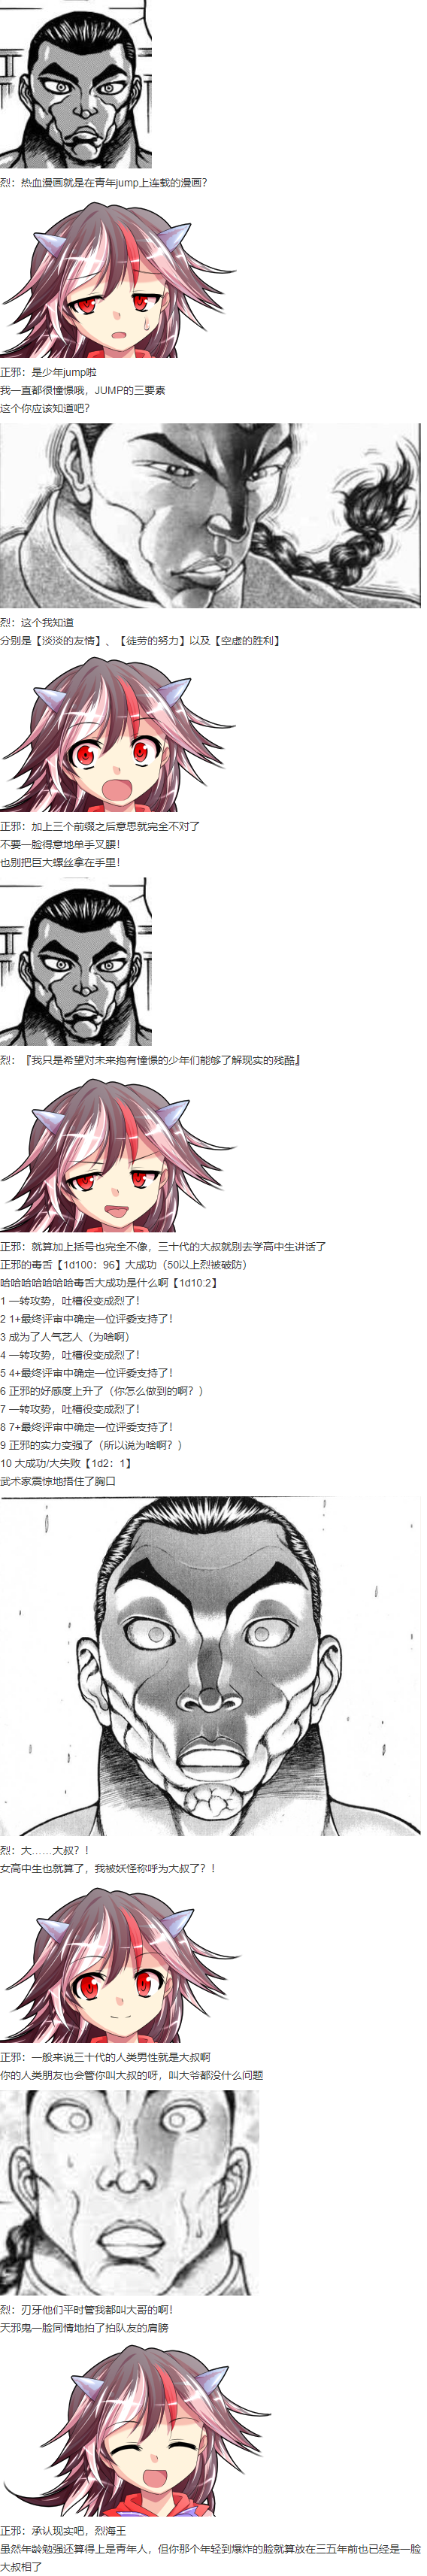 烈：热血漫画就是在青年jump上连载的漫画？
正邪：是少年jump啦
我一直都很憧憬哦，JUMP的三要素
这个你应该知道吧？
烈：这个我知道
分别是【淡淡的友情】、【徒劳的努力】以及【空虚的胜利】
正邪：加上三个前缀之后意思就完全不对了
不要一脸得意地单手叉腰！
也别把巨大螺丝拿在手里！
烈：『我只是希望对未来抱有憧憬的少年们能够了解现实的残酷』
正邪：就算加上括号也完全不像，三十代的大叔就别去学高中生讲话了
正邪的毒舌【1d100：96】大成功（50以上烈被破防）
哈哈哈哈哈哈哈毒舌大成功是什么啊【1d10:2】
1 一转攻势，吐槽役变成烈了！
2 1+最终评审中确定一位评委支持了！
3 成为了人气艺人（为啥啊）
4 一转攻势，吐槽役变成烈了！
5 4+最终评审中确定一位评委支持了！
6 正邪的好感度上升了（你怎么做到的啊？）
7 一转攻势，吐槽役变成烈了！
8 7+最终评审中确定一位评委支持了！
9 正邪的实力变强了（所以说为啥啊？）
10 大成功/大失败【1d2：1】
武术家震惊地捂住了胸口
烈：大……大叔？！
女高中生也就算了，我被妖怪称呼为大叔了？！
正邪：一般来说三十代的人类男性就是大叔啊
你的人类朋友也会管你叫大叔的呀，叫大爷都没什么问题
烈：刃牙他们平时管我都叫大哥的啊！
天邪鬼一脸同情地拍了拍队友的肩膀
正邪：承认现实吧，烈海王
虽然年龄勉强还算得上是青年人，但你那个年轻到爆炸的脸就算放在三五年前也已经是一脸
大叔相了